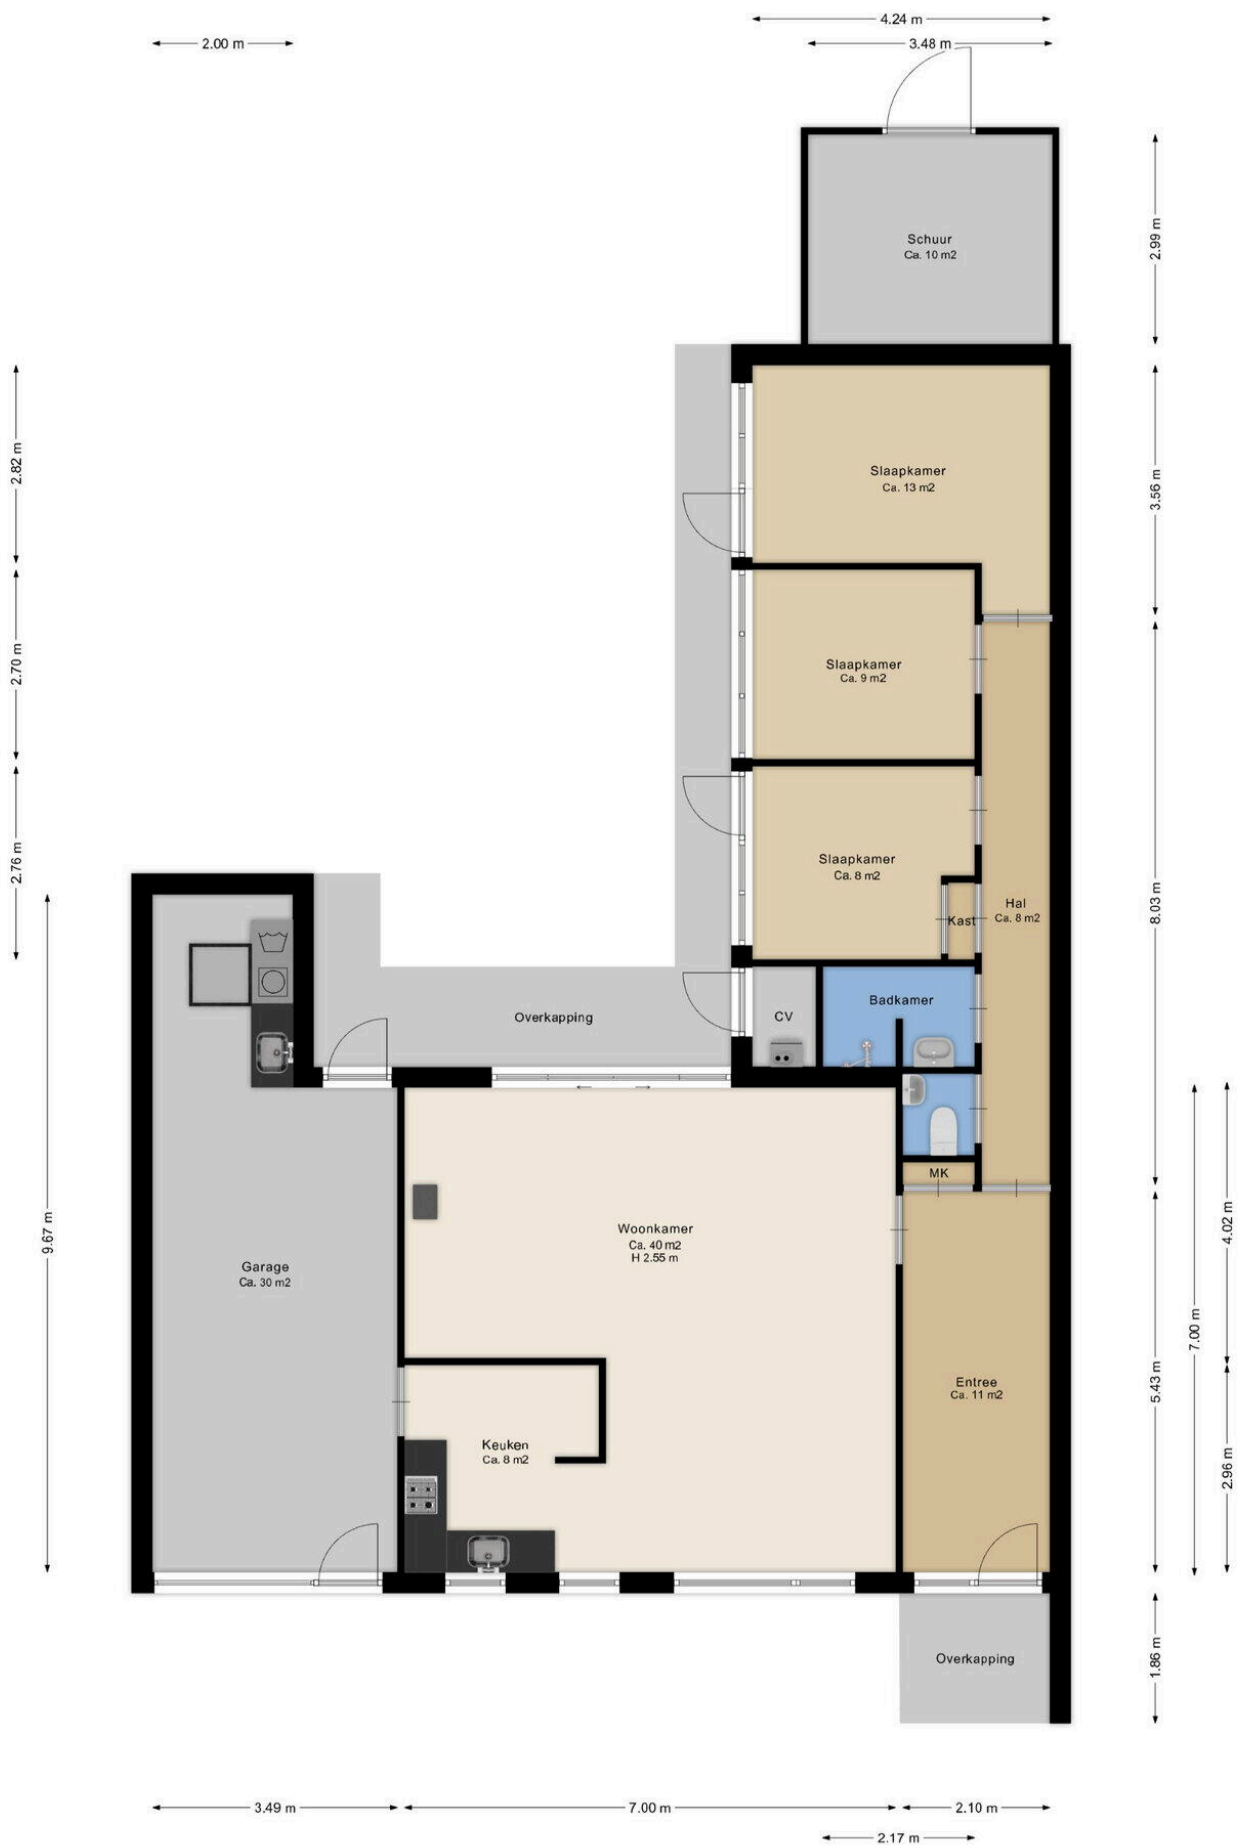 4.24 m
2.00 m
3.48 m
Schuur
Ca. 10 m2
2.99 m
2.82 m
Slaapkamer
Ca. 13 m2
3.56 m
2.70 m
Slaapkamer
Ca. 9 m2
2.76 m
Slaapkamer
Ca. 8 m2
Kast
Hal
Ca. 8 m2
8.03 m
Badkamer
CV
Overkapping
MK
Woonkamer
Ca. 40 m2
H 2.55 m
9.67 m
Garage
Ca. 30 m2
4.02 m
7.00 m
5.43 m
Entree
Ca. 11 m2
Keuken
Ca. 8 m2
2.96 m
Overkapping
1.86 m
3.49 m
7.00 m
2.10 m
2.17 m